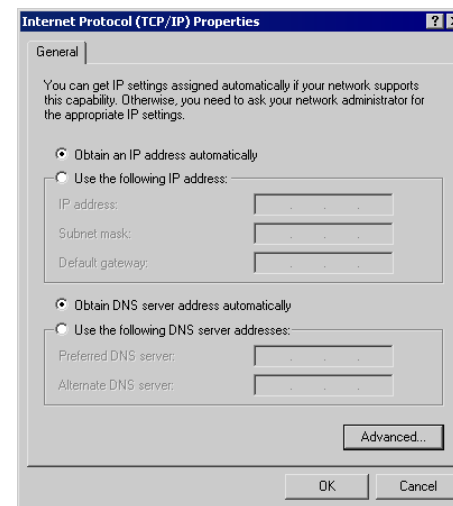 Internet Protocol (TCP/IP) Properties
General
You can get IP settings assigned automatically if your network supports
this capability. Otherwise, you need to ask your network administrator for
the appropriate IP settings.
Obtain an IP address automatically
Use the following IP address:
IP address:
Subnet mask:
Default gateway:
Obtain DNS server address automatically
Use the following DNS server addresses:
Preferred DNS server:
Alternate DNS server:
Advanced...
OK Cancel